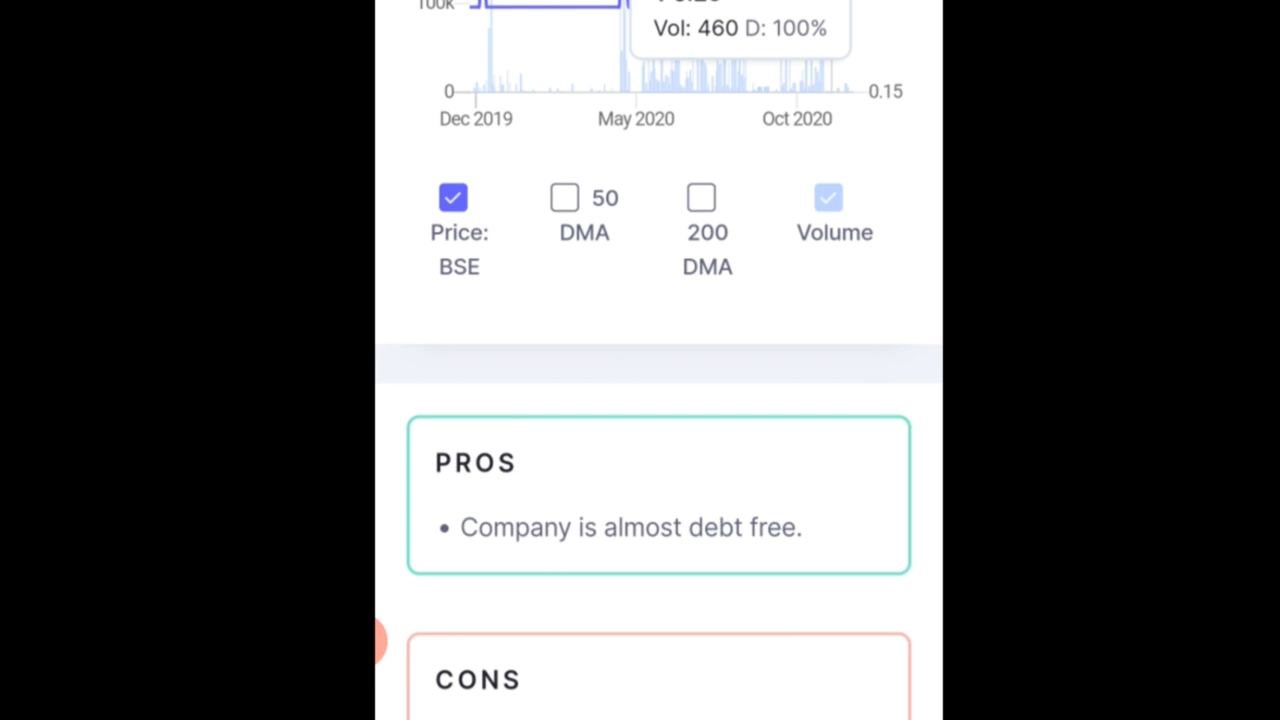 100k
Vol: 460 D: 100%
0
0.15
Dec 2019
May 2020
Oct 2020
Price: BSE
50 DMA
200 DMA
Volume
PROS
• Company is almost debt free.
CONS